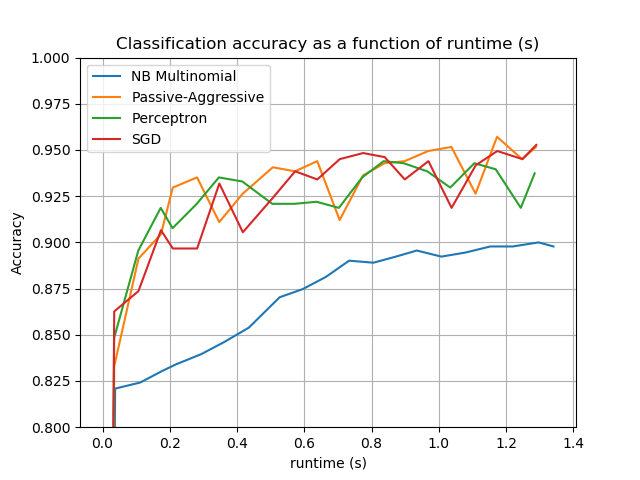 Classification accuracy as a function of runtime (s)
NB Multinomial
Passive-Aggressive
Perceptron
SGD
1.000
0.975
0.950
0.925
0.900
0.875
0.850
0.825
0.800
Accuracy
0.0 0.2 0.4 0.6 0.8 1.0 1.2 1.4
runtime (s)